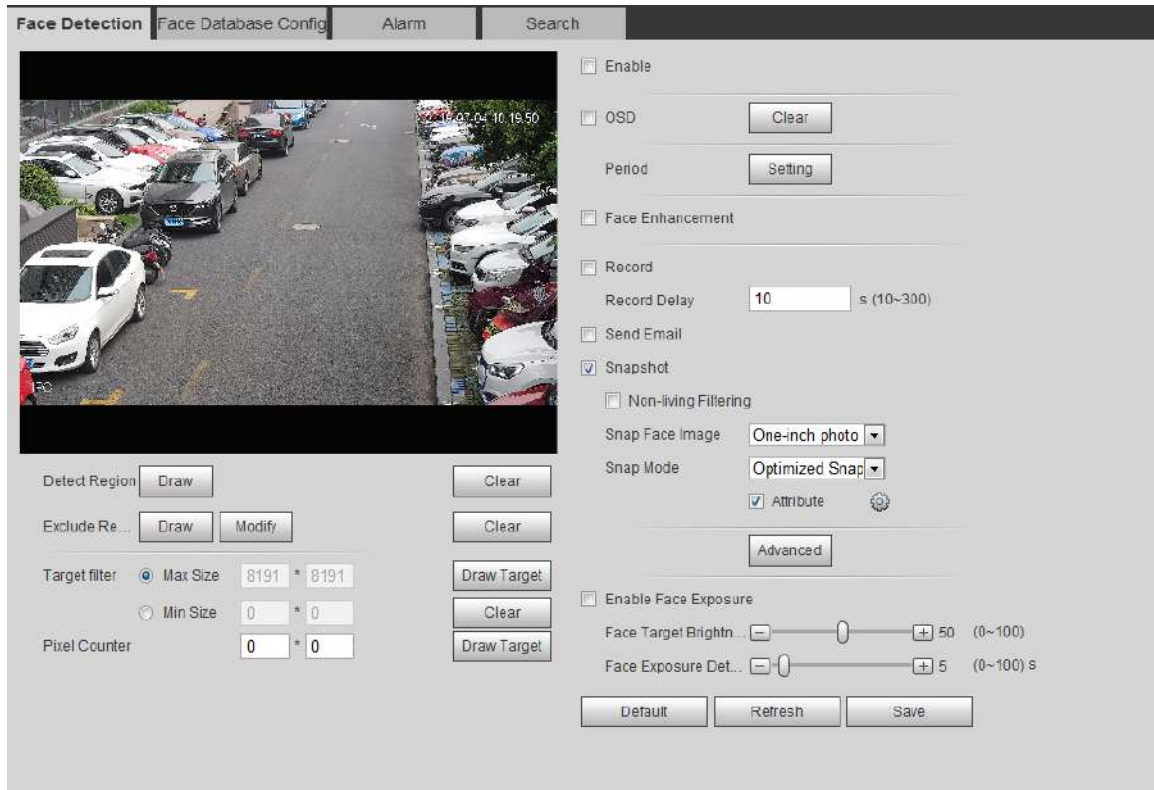 Face Detection Face Database Config Alarm Search
Enable
OSD Clear
Period Setting
Face Enhancement
Record
Record Delay 10 s (10~300)
Send Email
Snapshot
Non-living Filtering
Snap Face Image One-inch photo
Snap Mode Optimized Snap
Attribute
Advanced
Enable Face Exposure
Face Target Brightn... 50 (0~100)
Face Exposure Det... 5 (0~100) s
Default Refresh Save
10:19:50
IPC
Detect Region Draw Clear
Exclude Re... Draw Modify Clear
Target filter Max Size 8191 * 8191 Draw Target
Min Size 0 * 0 Clear
Pixel Counter 0 * 0 Draw Target